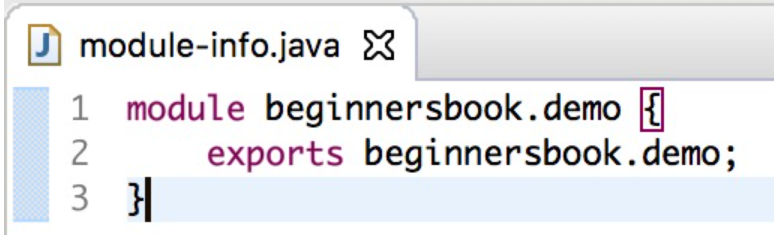 J module-info.java
1 module beginnersbook.demo {
2     exports beginnersbook.demo;
3 }